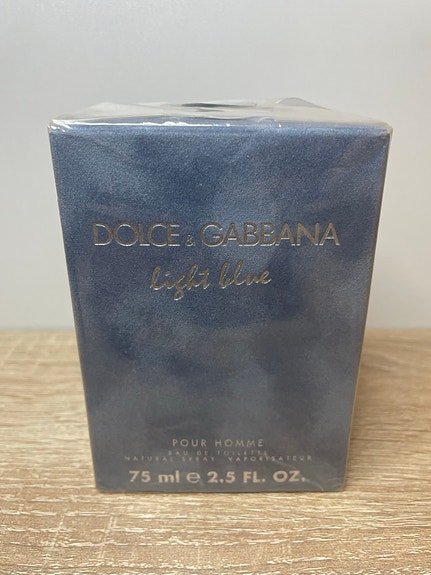 DOLCE & GABBANA
light blue
POUR HOMME
EAU DE TOILETTE
NATURAL SPRAY VAPORISATEUR
75 ml ℮ 2.5 FL. OZ.